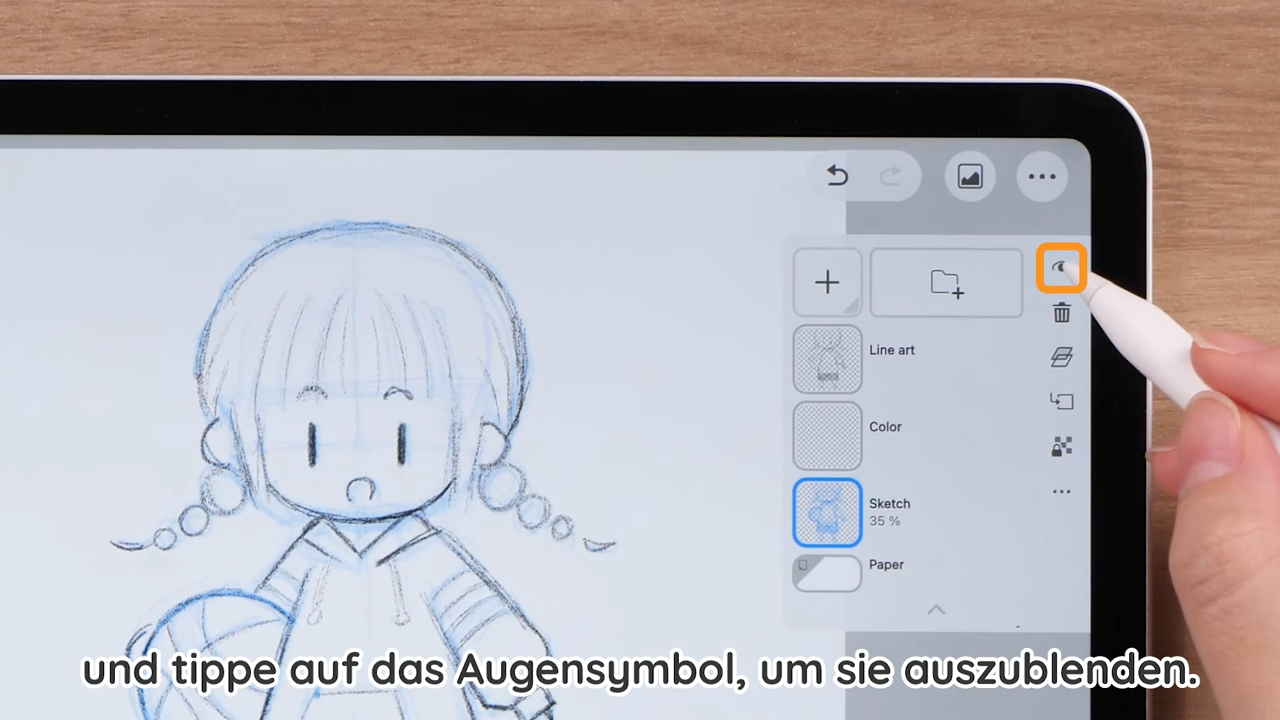 Line art
Color
Sketch
35 %
Paper
und tippe auf das Augensymbol, um sie auszublenden.